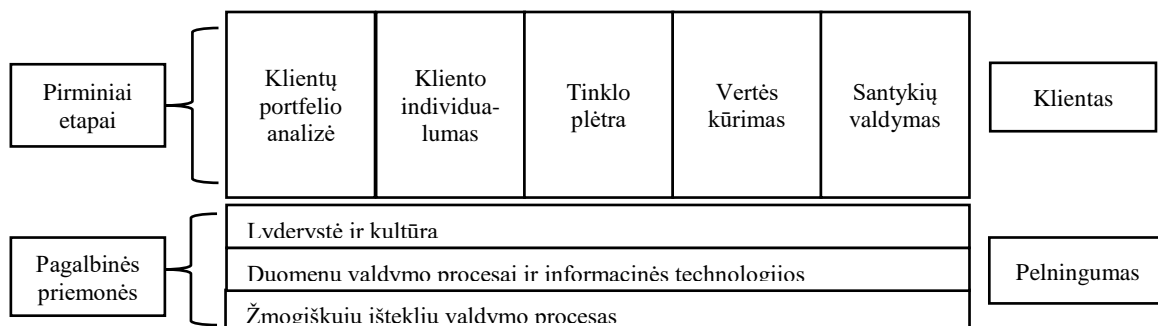 Pirminiai
etapai
Klientų
portfelio
analizė
Kliento
individua-
lumas
Tinklo
plėtra
Vertės
kūrimas
Santykių
valdymas
Klientas
Pagalbinės
priemonės
Lyderystė ir kultūra
Duomenų valdymo procesai ir informacinės technologijos
Žmogiškųjų išteklių valdymo procesas
Pelningumas